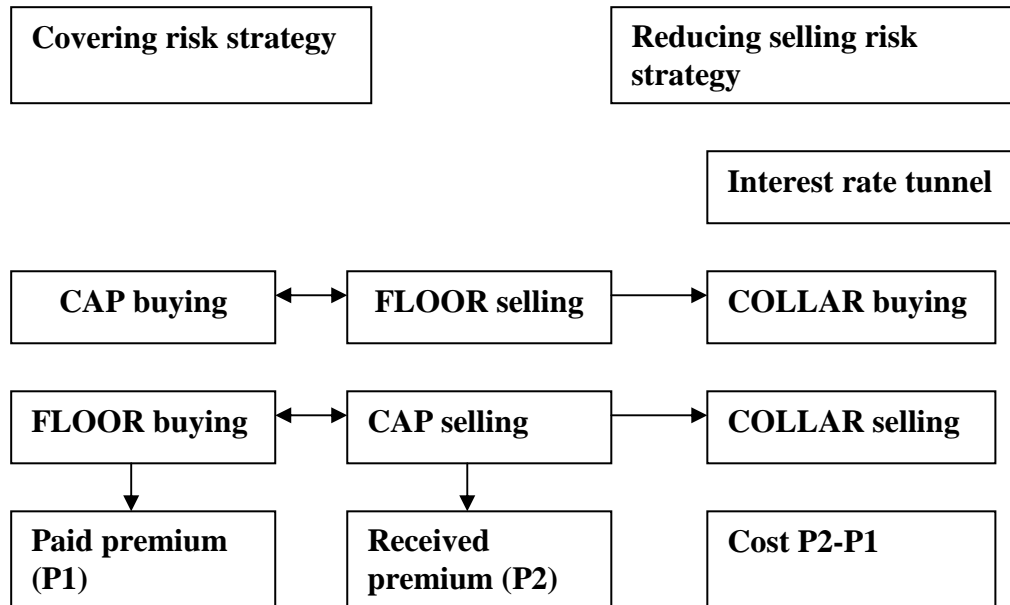 Covering risk strategy
Reducing selling risk
strategy
Interest rate tunnel
CAP buying
FLOOR selling
COLLAR buying
FLOOR buying
CAP selling
COLLAR selling
Paid premium
(P1)
Received
premium (P2)
Cost P2-P1